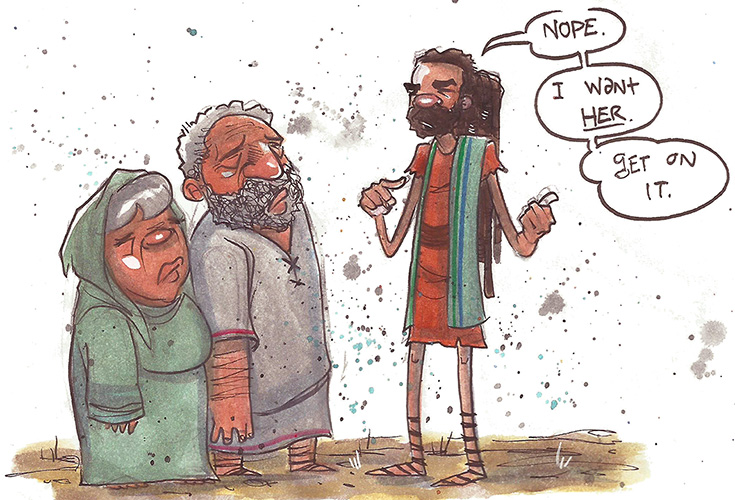 NOPE.
I want
HER.
get on
IT.